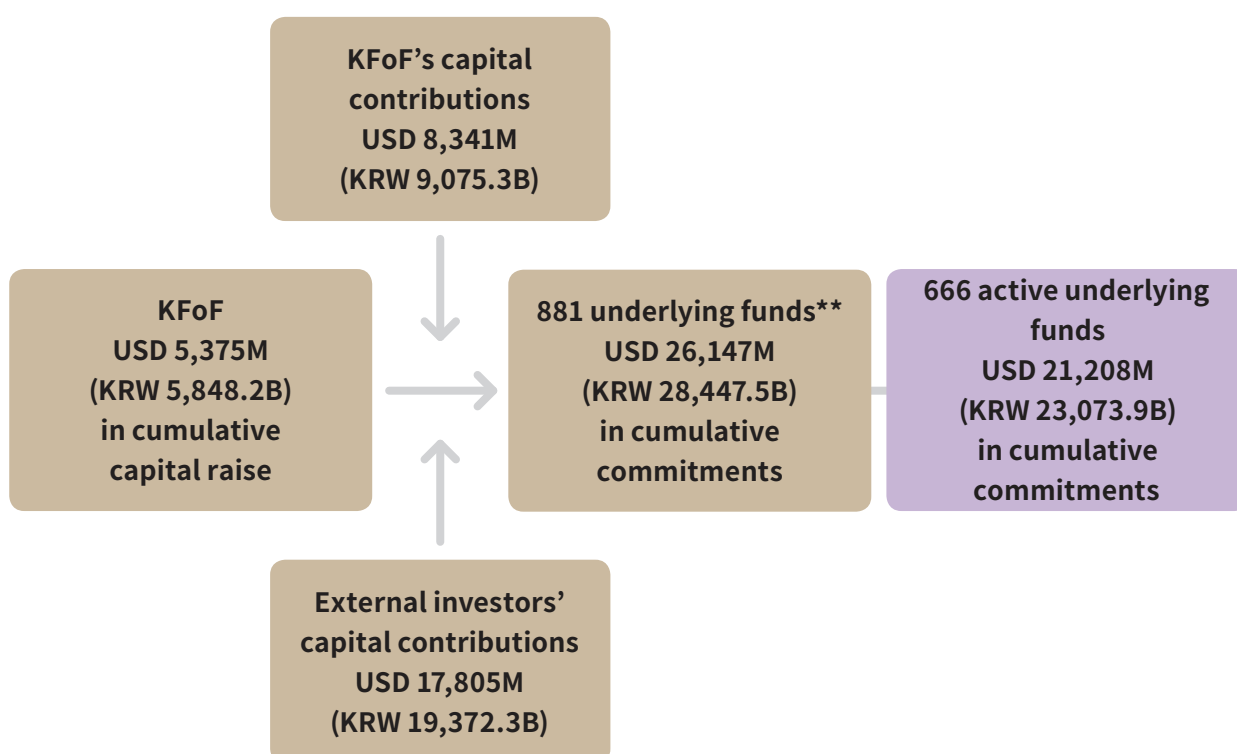 KFoF’s capital
contributions
USD 8,341M
(KRW 9,075.3B)
KFoF
USD 5,375M
(KRW 5,848.2B)
in cumulative
capital raise
881 underlying funds**
USD 26,147M
(KRW 28,447.5B)
in cumulative
commitments
666 active underlying
funds
USD 21,208M
(KRW 23,073.9B)
in cumulative
commitments
External investors’
capital contributions
USD 17,805M
(KRW 19,372.3B)